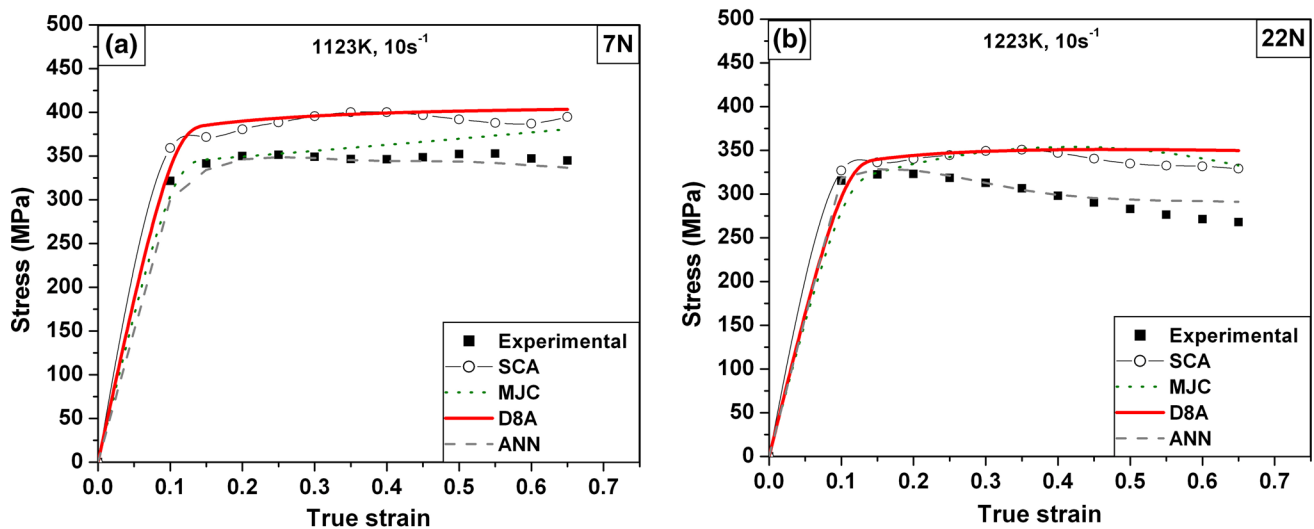 (a)
1123K, 10s⁻¹
7N
500
450
400
350
300
250
200
150
100
50
0
Stress (MPa)
Experimental
SCA
MJC
D8A
ANN
0.0 0.1 0.2 0.3 0.4 0.5 0.6 0.7
True strain
(b)
1223K, 10s⁻¹
22N
500
450
400
350
300
250
200
150
100
50
0
Stress (MPa)
Experimental
SCA
MJC
D8A
ANN
0.0 0.1 0.2 0.3 0.4 0.5 0.6 0.7
True strain